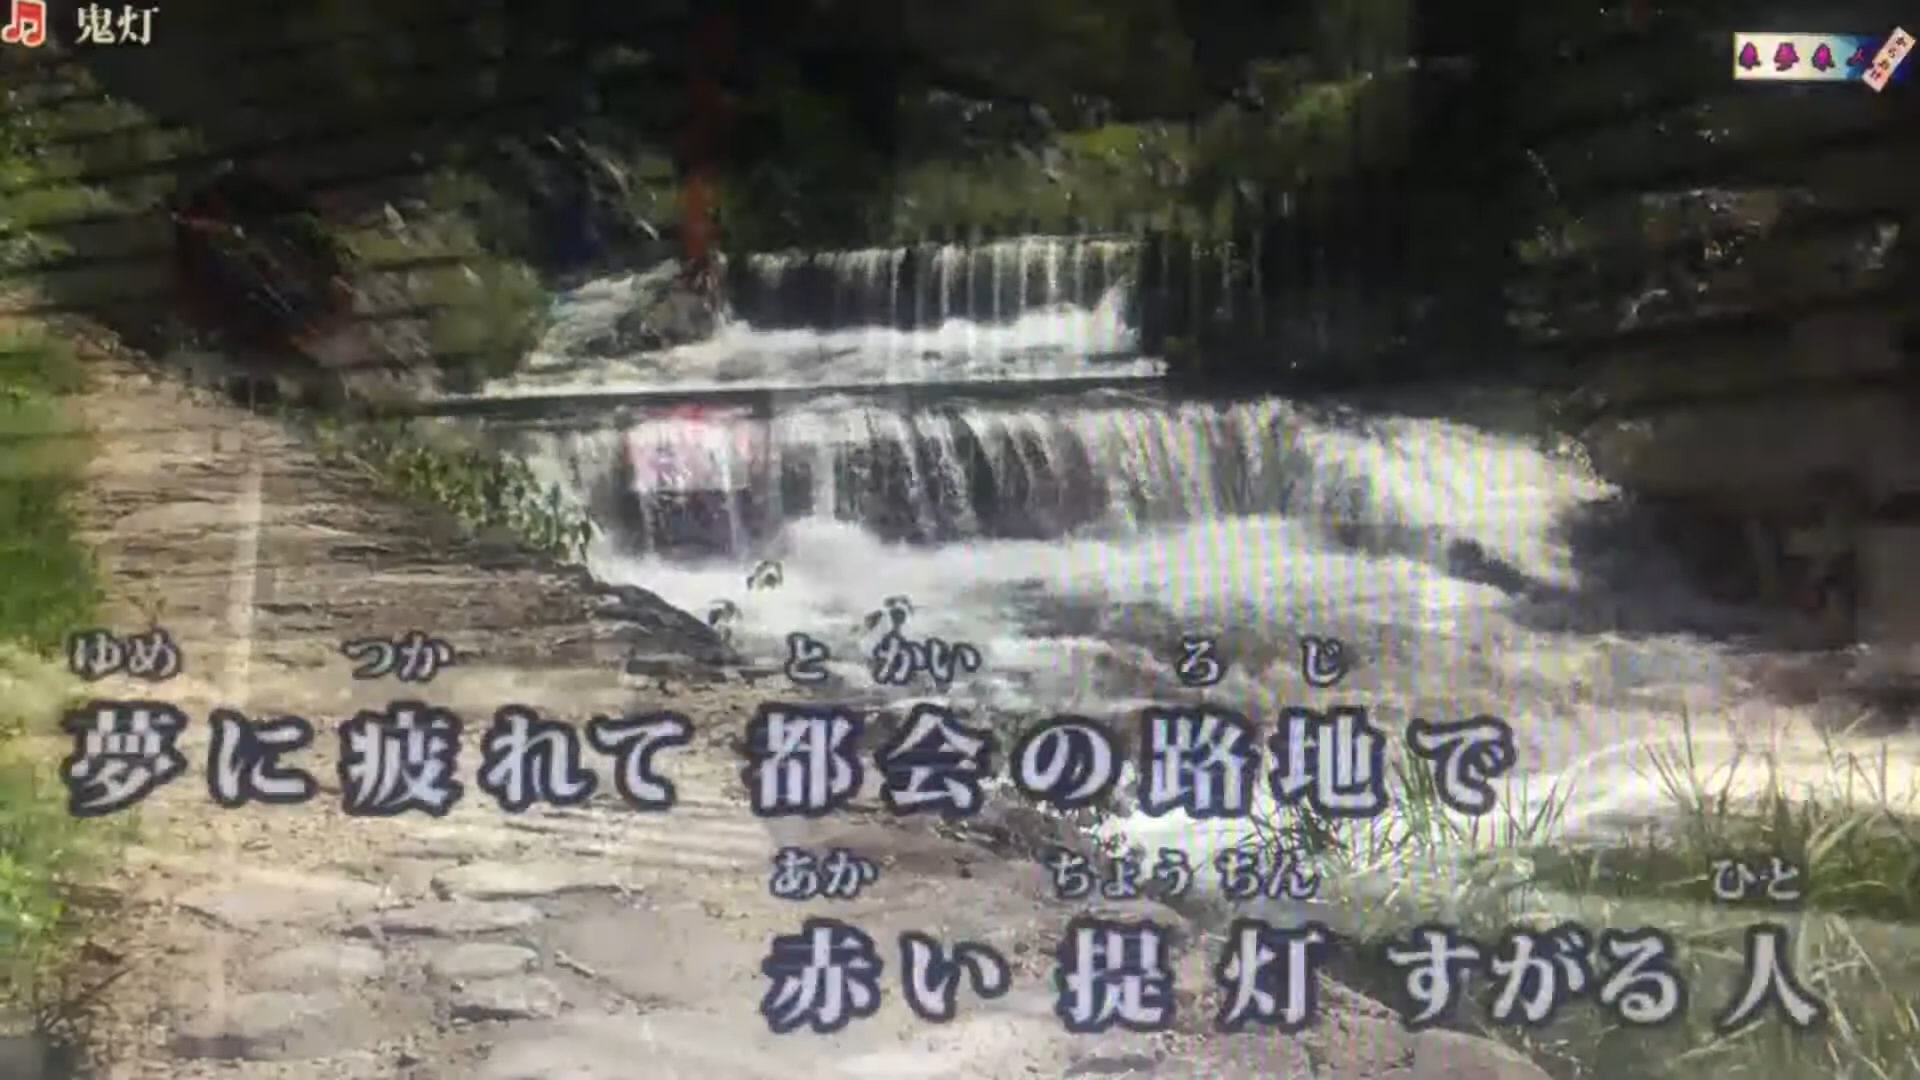 鬼灯
ゆめ つか と かい ろ じ
夢に疲れて 都会の路地で
あか ちょう ちん ひと
赤い提灯すがる人